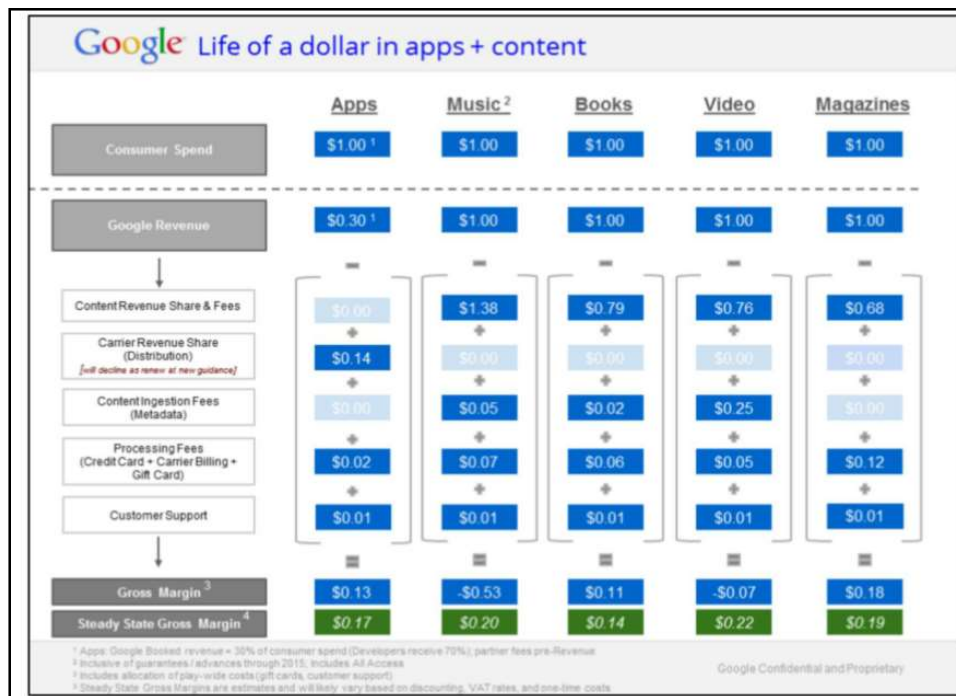 Google Life of a dollar in apps + content
Apps Music 2 Books Video Magazines
Consumer Spend $1.00 1 $1.00 $1.00 $1.00 $1.00
Google Revenue $0.30 1 $1.00 $1.00 $1.00 $1.00
– – – – –
Content Revenue Share & Fees $0.00 $1.38 $0.79 $0.76 $0.68
+ + + + +
Carrier Revenue Share
(Distribution) $0.14 $0.00 $0.00 $0.00 $0.00
[will decline as renew at new guidance]
+ + + + +
Content Ingestion Fees
(Metadata) $0.00 $0.05 $0.02 $0.25 $0.00
+ + + + +
Processing Fees
(Credit Card + Carrier Billing + $0.02 $0.07 $0.06 $0.05 $0.12
Gift Card)
+ + + + +
Customer Support $0.01 $0.01 $0.01 $0.01 $0.01
= = = = =
Gross Margin 3 $0.13 -$0.53 $0.11 -$0.07 $0.18
Steady State Gross Margin 4 $0.17 $0.20 $0.14 $0.22 $0.19
1 Apps: Google Booked revenue = 30% of consumer spend (Developers receive 70%); partner fees pre-Revenue
2 Inclusive of guarantees / advances through 2015; Includes All Access
3 Includes allocation of play-wide costs (gift cards, customer support)
3 Steady State Gross Margins are estimates and will likely vary based on discounting, VAT rates, and one-time costs
Google Confidential and Proprietary